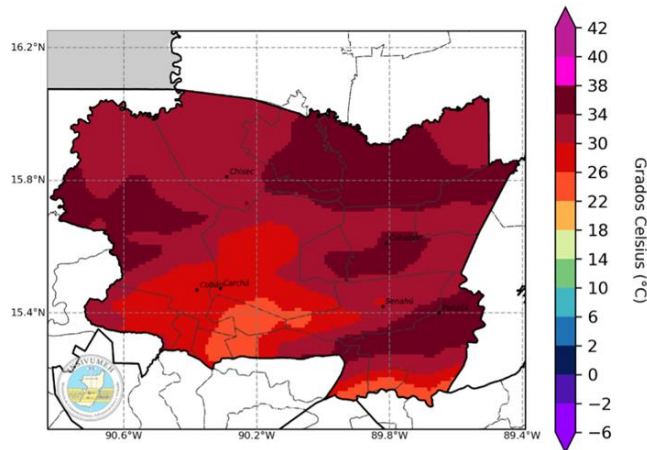 16.2°N
15.8°N
15.4°N
90.6°W
90.2°W
89.8°W
89.4°W
Chisec
Cobán
Carchá
Senahú
INSIVUMEH
42
40
38
34
30
26
22
18
14
10
6
2
0
−2
−6
Grados Celsius (°C)